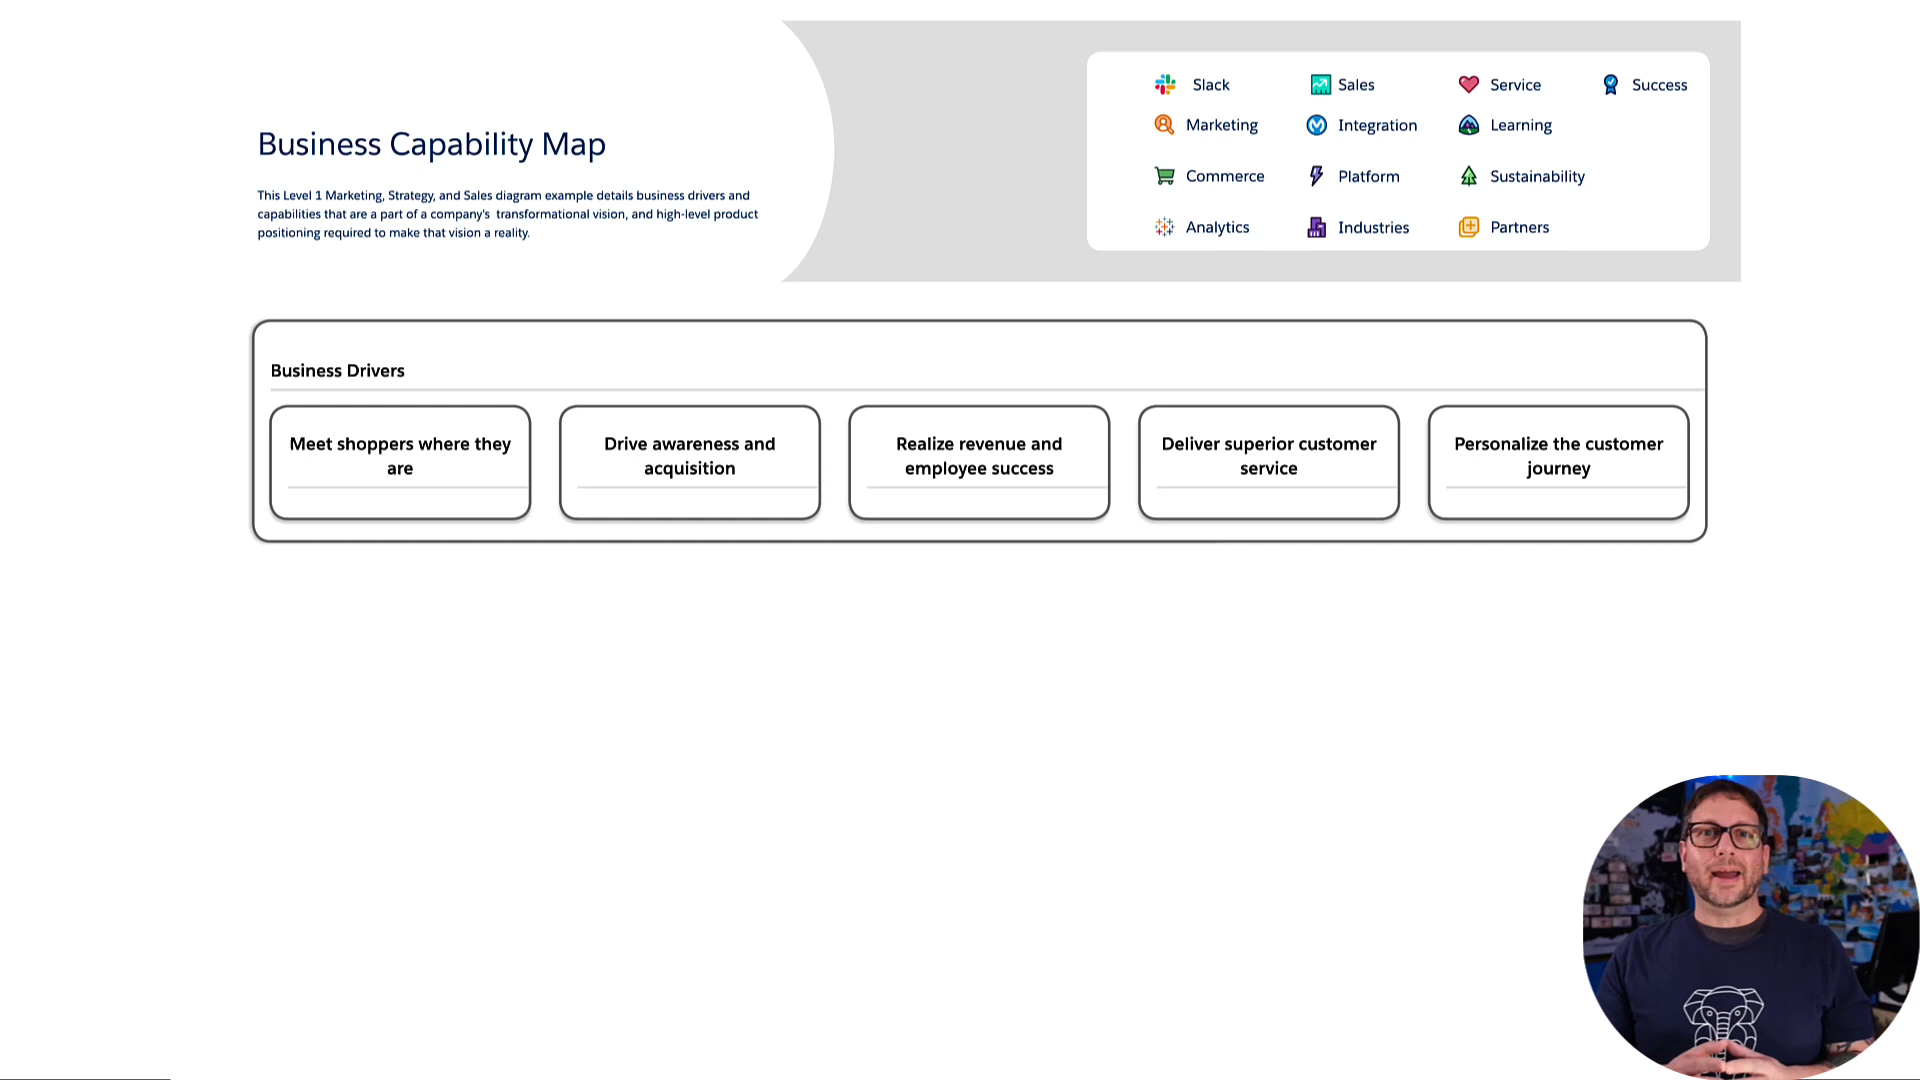 Slack
Sales
Service
Success
Marketing
Integration
Learning
Business Capability Map
Commerce
Platform
Sustainability
This Level 1 Marketing, Strategy, and Sales diagram example details business drivers and
capabilities that are a part of a company's transformational vision, and high-level product
positioning required to make that vision a reality.
Analytics
Industries
Partners
Business Drivers
Meet shoppers where they
are
Drive awareness and
acquisition
Realize revenue and
employee success
Deliver superior customer
service
Personalize the customer
journey